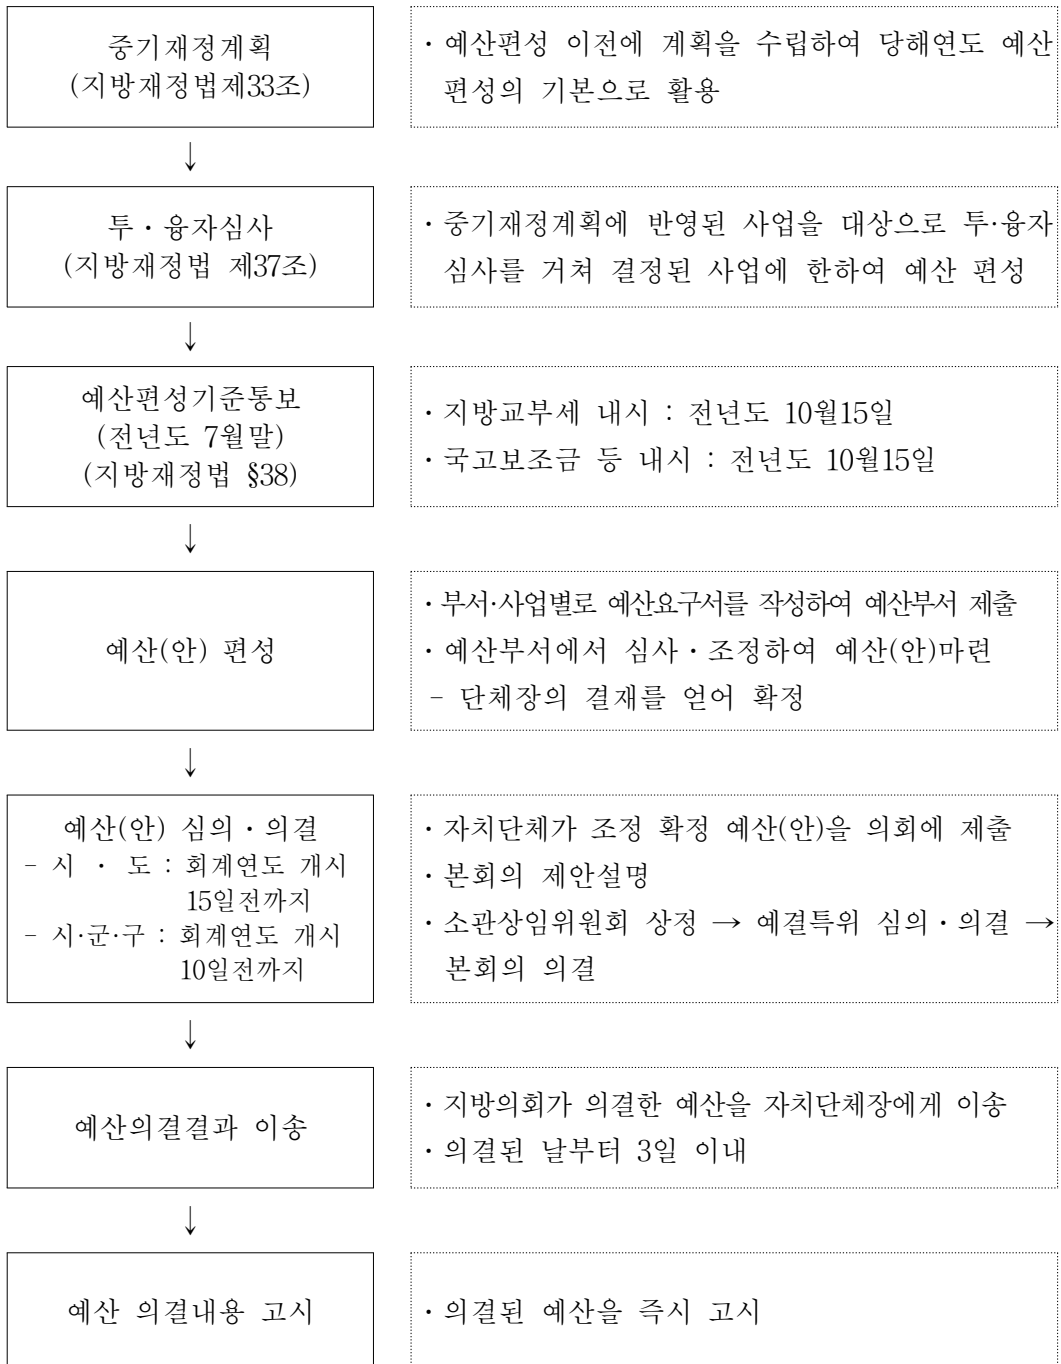 중기재정계획
(지방재정법제33조)
· 예산편성 이전에 계획을 수립하여 당해연도 예산
편성의 기본으로 활용
↓
투 · 융자심사
(지방재정법 제37조)
· 중기재정계획에 반영된 사업을 대상으로 투·융자
심사를 거쳐 결정된 사업에 한하여 예산 편성
↓
예산편성기준통보
(전년도 7월말)
(지방재정법 §38)
· 지방교부세 내시 : 전년도 10월15일
· 국고보조금 등 내시 : 전년도 10월15일
↓
예산(안) 편성
· 부서·사업별로 예산요구서를 작성하여 예산부서 제출
· 예산부서에서 심사 · 조정하여 예산(안)마련
- 단체장의 결재를 얻어 확정
↓
예산(안) 심의 · 의결
- 시 · 도 : 회계연도 개시
15일전까지
- 시·군·구 : 회계연도 개시
10일전까지
· 자치단체가 조정 확정 예산(안)을 의회에 제출
· 본회의 제안설명
· 소관상임위원회 상정 → 예결특위 심의 · 의결 →
본회의 의결
↓
예산의결결과 이송
· 지방의회가 의결한 예산을 자치단체장에게 이송
· 의결된 날부터 3일 이내
↓
예산 의결내용 고시
· 의결된 예산을 즉시 고시